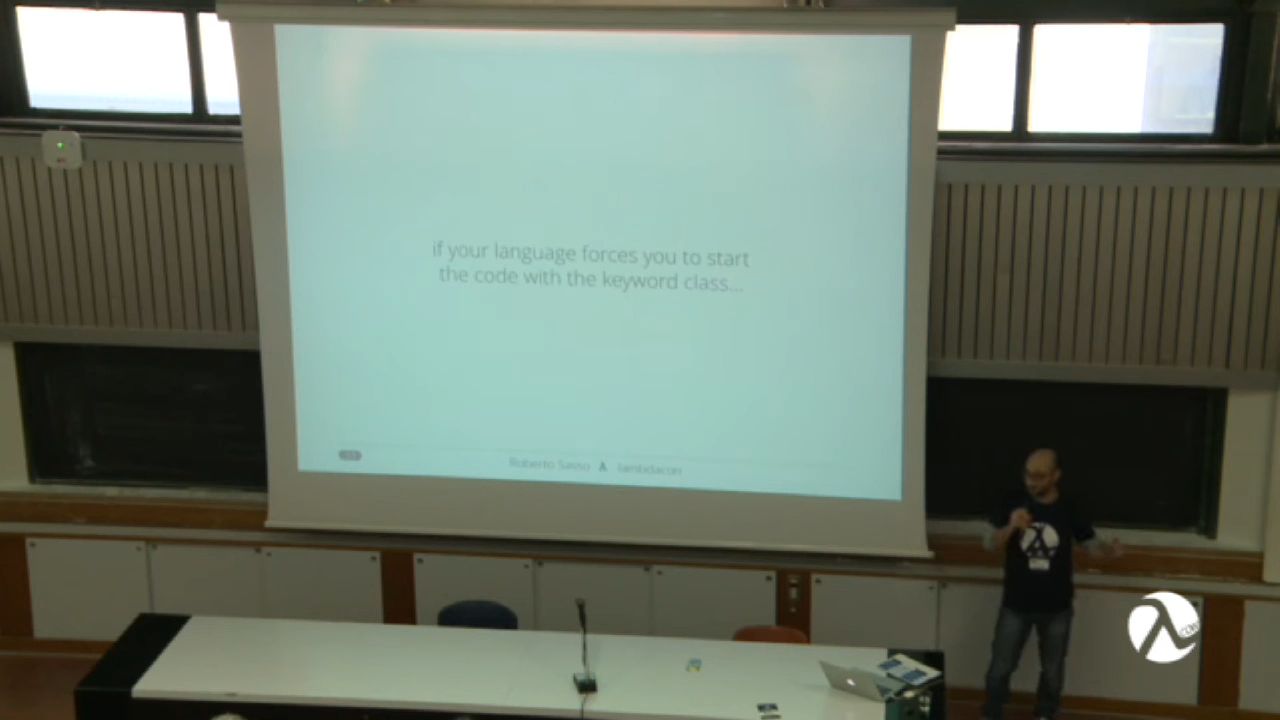 if your language forces you to start
the code with the keyword class...
Roberto Sasso λ lambdacon